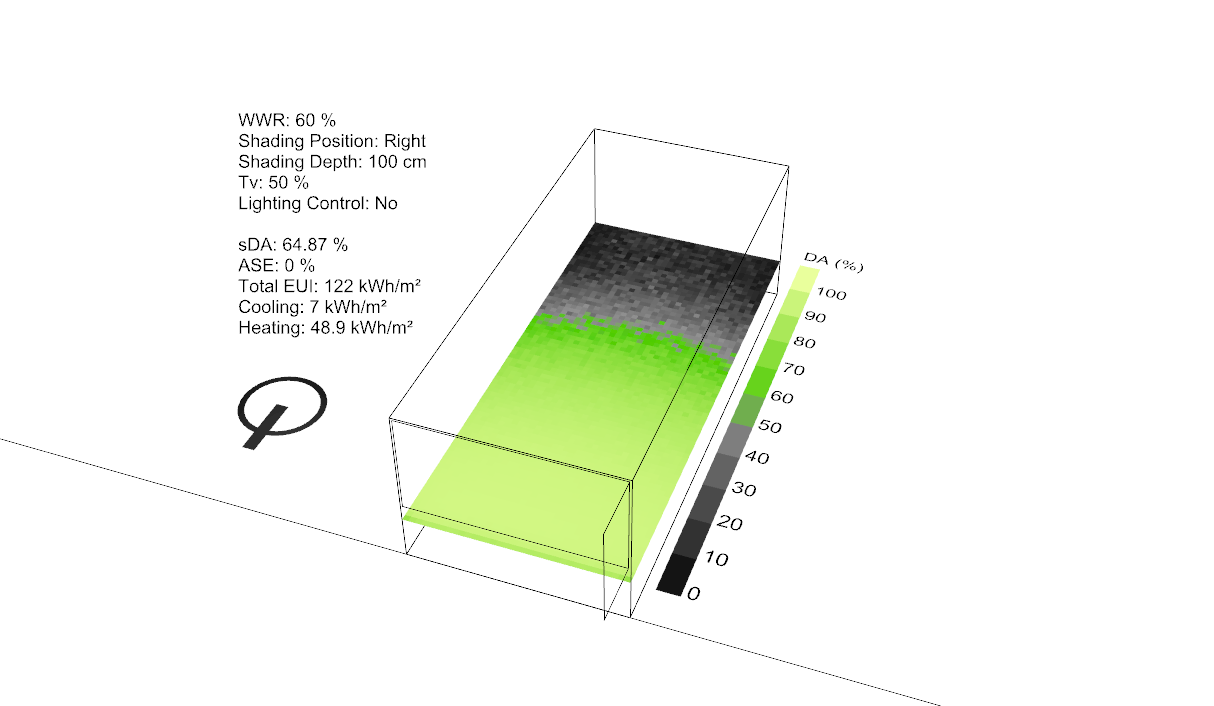 WWR: 60 %
Shading Position: Right
Shading Depth: 100 cm
Tv: 50 %
Lighting Control: No
sDA: 64.87 %
ASE: 0 %
Total EUI: 122 kWh/m²
Cooling: 7 kWh/m²
Heating: 48.9 kWh/m²
DA (%)
100
90
80
70
60
50
40
30
20
10
0